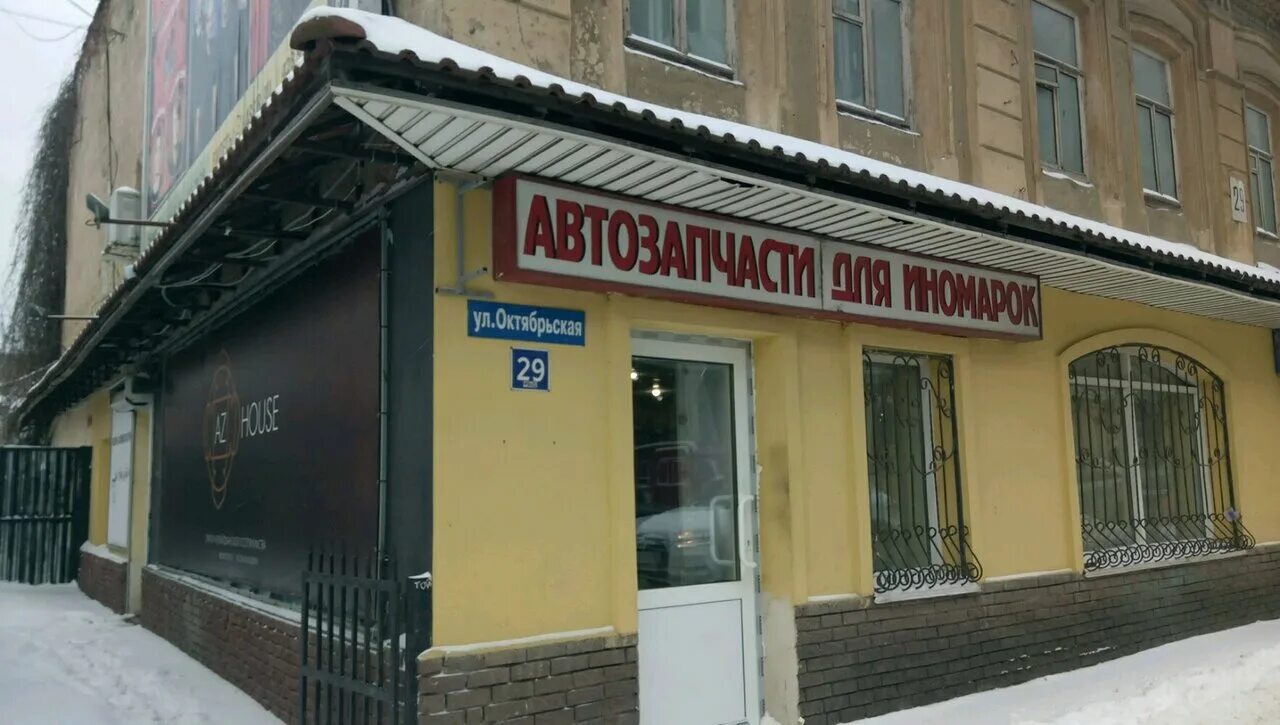 АВТОЗАПЧАСТИ ДЛЯ ИНОМАРОК
ул.Октябрьская
29
29
AZ HOUSE